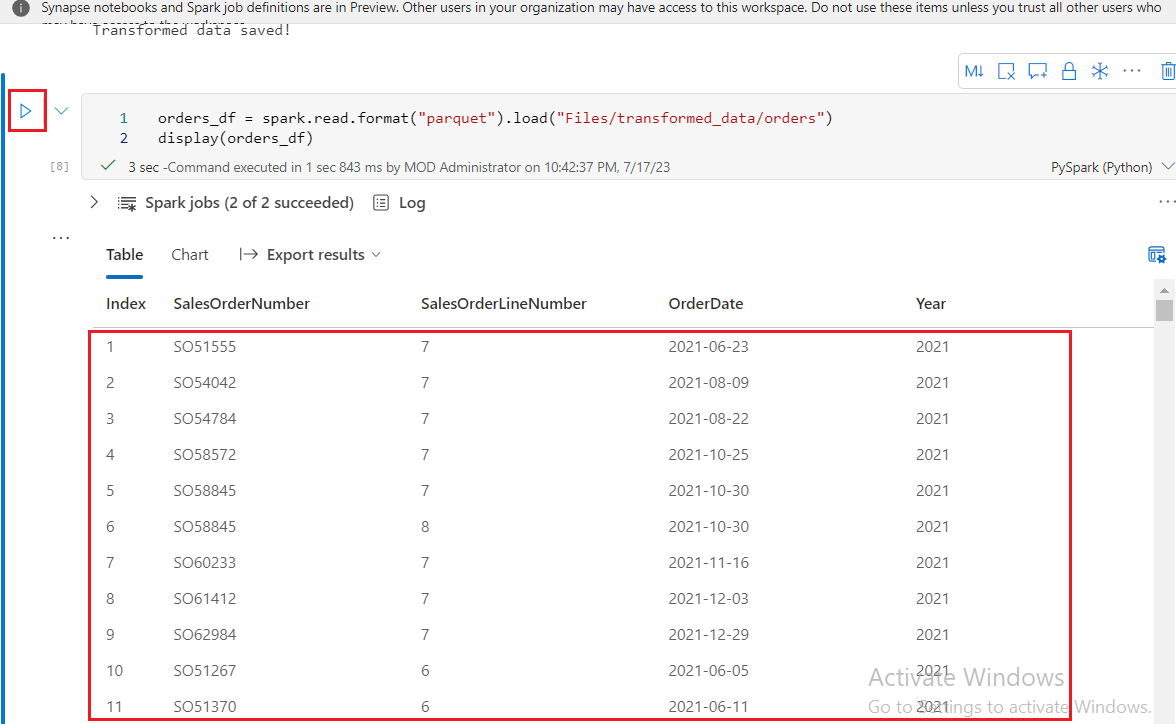 Synapse notebooks and Spark job definitions are in Preview. Other users in your organization may have access to this workspace. Do not use these items unless you trust all other users who
may have access to the workspace.
Transformed data saved!
M↓
1 orders_df = spark.read.format("parquet").load("Files/transformed_data/orders")
2 display(orders_df)
[8] 3 sec -Command executed in 1 sec 843 ms by MOD Administrator on 10:42:37 PM, 7/17/23 PySpark (Python)
Spark jobs (2 of 2 succeeded) Log
Table Chart Export results
Index SalesOrderNumber SalesOrderLineNumber OrderDate Year
1 SO51555 7 2021-06-23 2021
2 SO54042 7 2021-08-09 2021
3 SO54784 7 2021-08-22 2021
4 SO58572 7 2021-10-25 2021
5 SO58845 7 2021-10-30 2021
6 SO58845 8 2021-10-30 2021
7 SO60233 7 2021-11-16 2021
8 SO61412 7 2021-12-03 2021
9 SO62984 7 2021-12-29 2021
10 SO51267 6 2021-06-05 2021
11 SO51370 6 2021-06-11 2021
Activate Windows
Go to Settings to activate Windows.